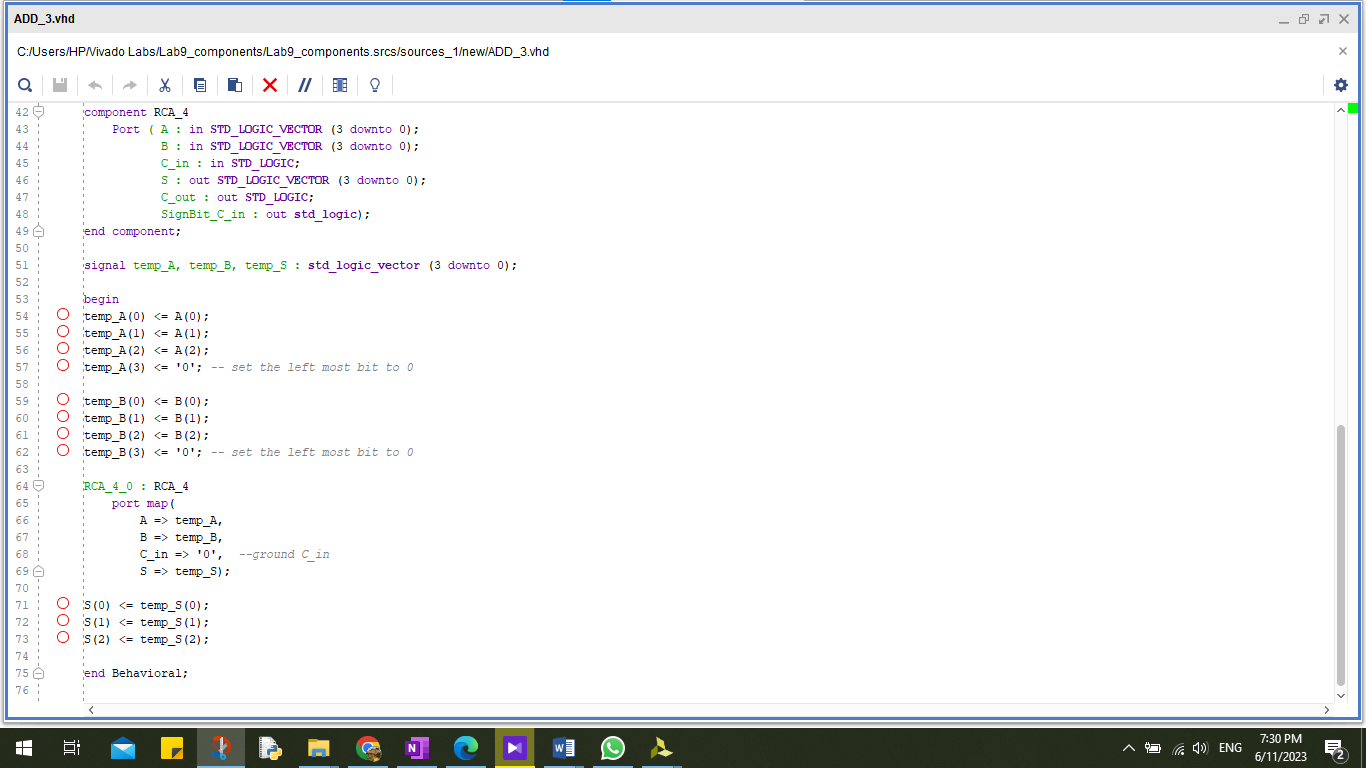 ADD_3.vhd
C:/Users/HP/Vivado Labs/Lab9_components/Lab9_components.srcs/sources_1/new/ADD_3.vhd
42 component RCA_4
43 Port ( A : in STD_LOGIC_VECTOR (3 downto 0);
44 B : in STD_LOGIC_VECTOR (3 downto 0);
45 C_in : in STD_LOGIC;
46 S : out STD_LOGIC_VECTOR (3 downto 0);
47 C_out : out STD_LOGIC;
48 SignBit_C_in : out std_logic);
49 end component;
50
51 signal temp_A, temp_B, temp_S : std_logic_vector (3 downto 0);
52
53 begin
54 temp_A(0) <= A(0);
55 temp_A(1) <= A(1);
56 temp_A(2) <= A(2);
57 temp_A(3) <= '0'; -- set the left most bit to 0
58
59 temp_B(0) <= B(0);
60 temp_B(1) <= B(1);
61 temp_B(2) <= B(2);
62 temp_B(3) <= '0'; -- set the left most bit to 0
63
64 RCA_4_0 : RCA_4
65 port map(
66 A => temp_A,
67 B => temp_B,
68 C_in => '0', --ground C_in
69 S => temp_S);
70
71 S(0) <= temp_S(0);
72 S(1) <= temp_S(1);
73 S(2) <= temp_S(2);
74
75 end Behavioral;
76
N
W
ENG
7:30 PM
6/11/2023
2